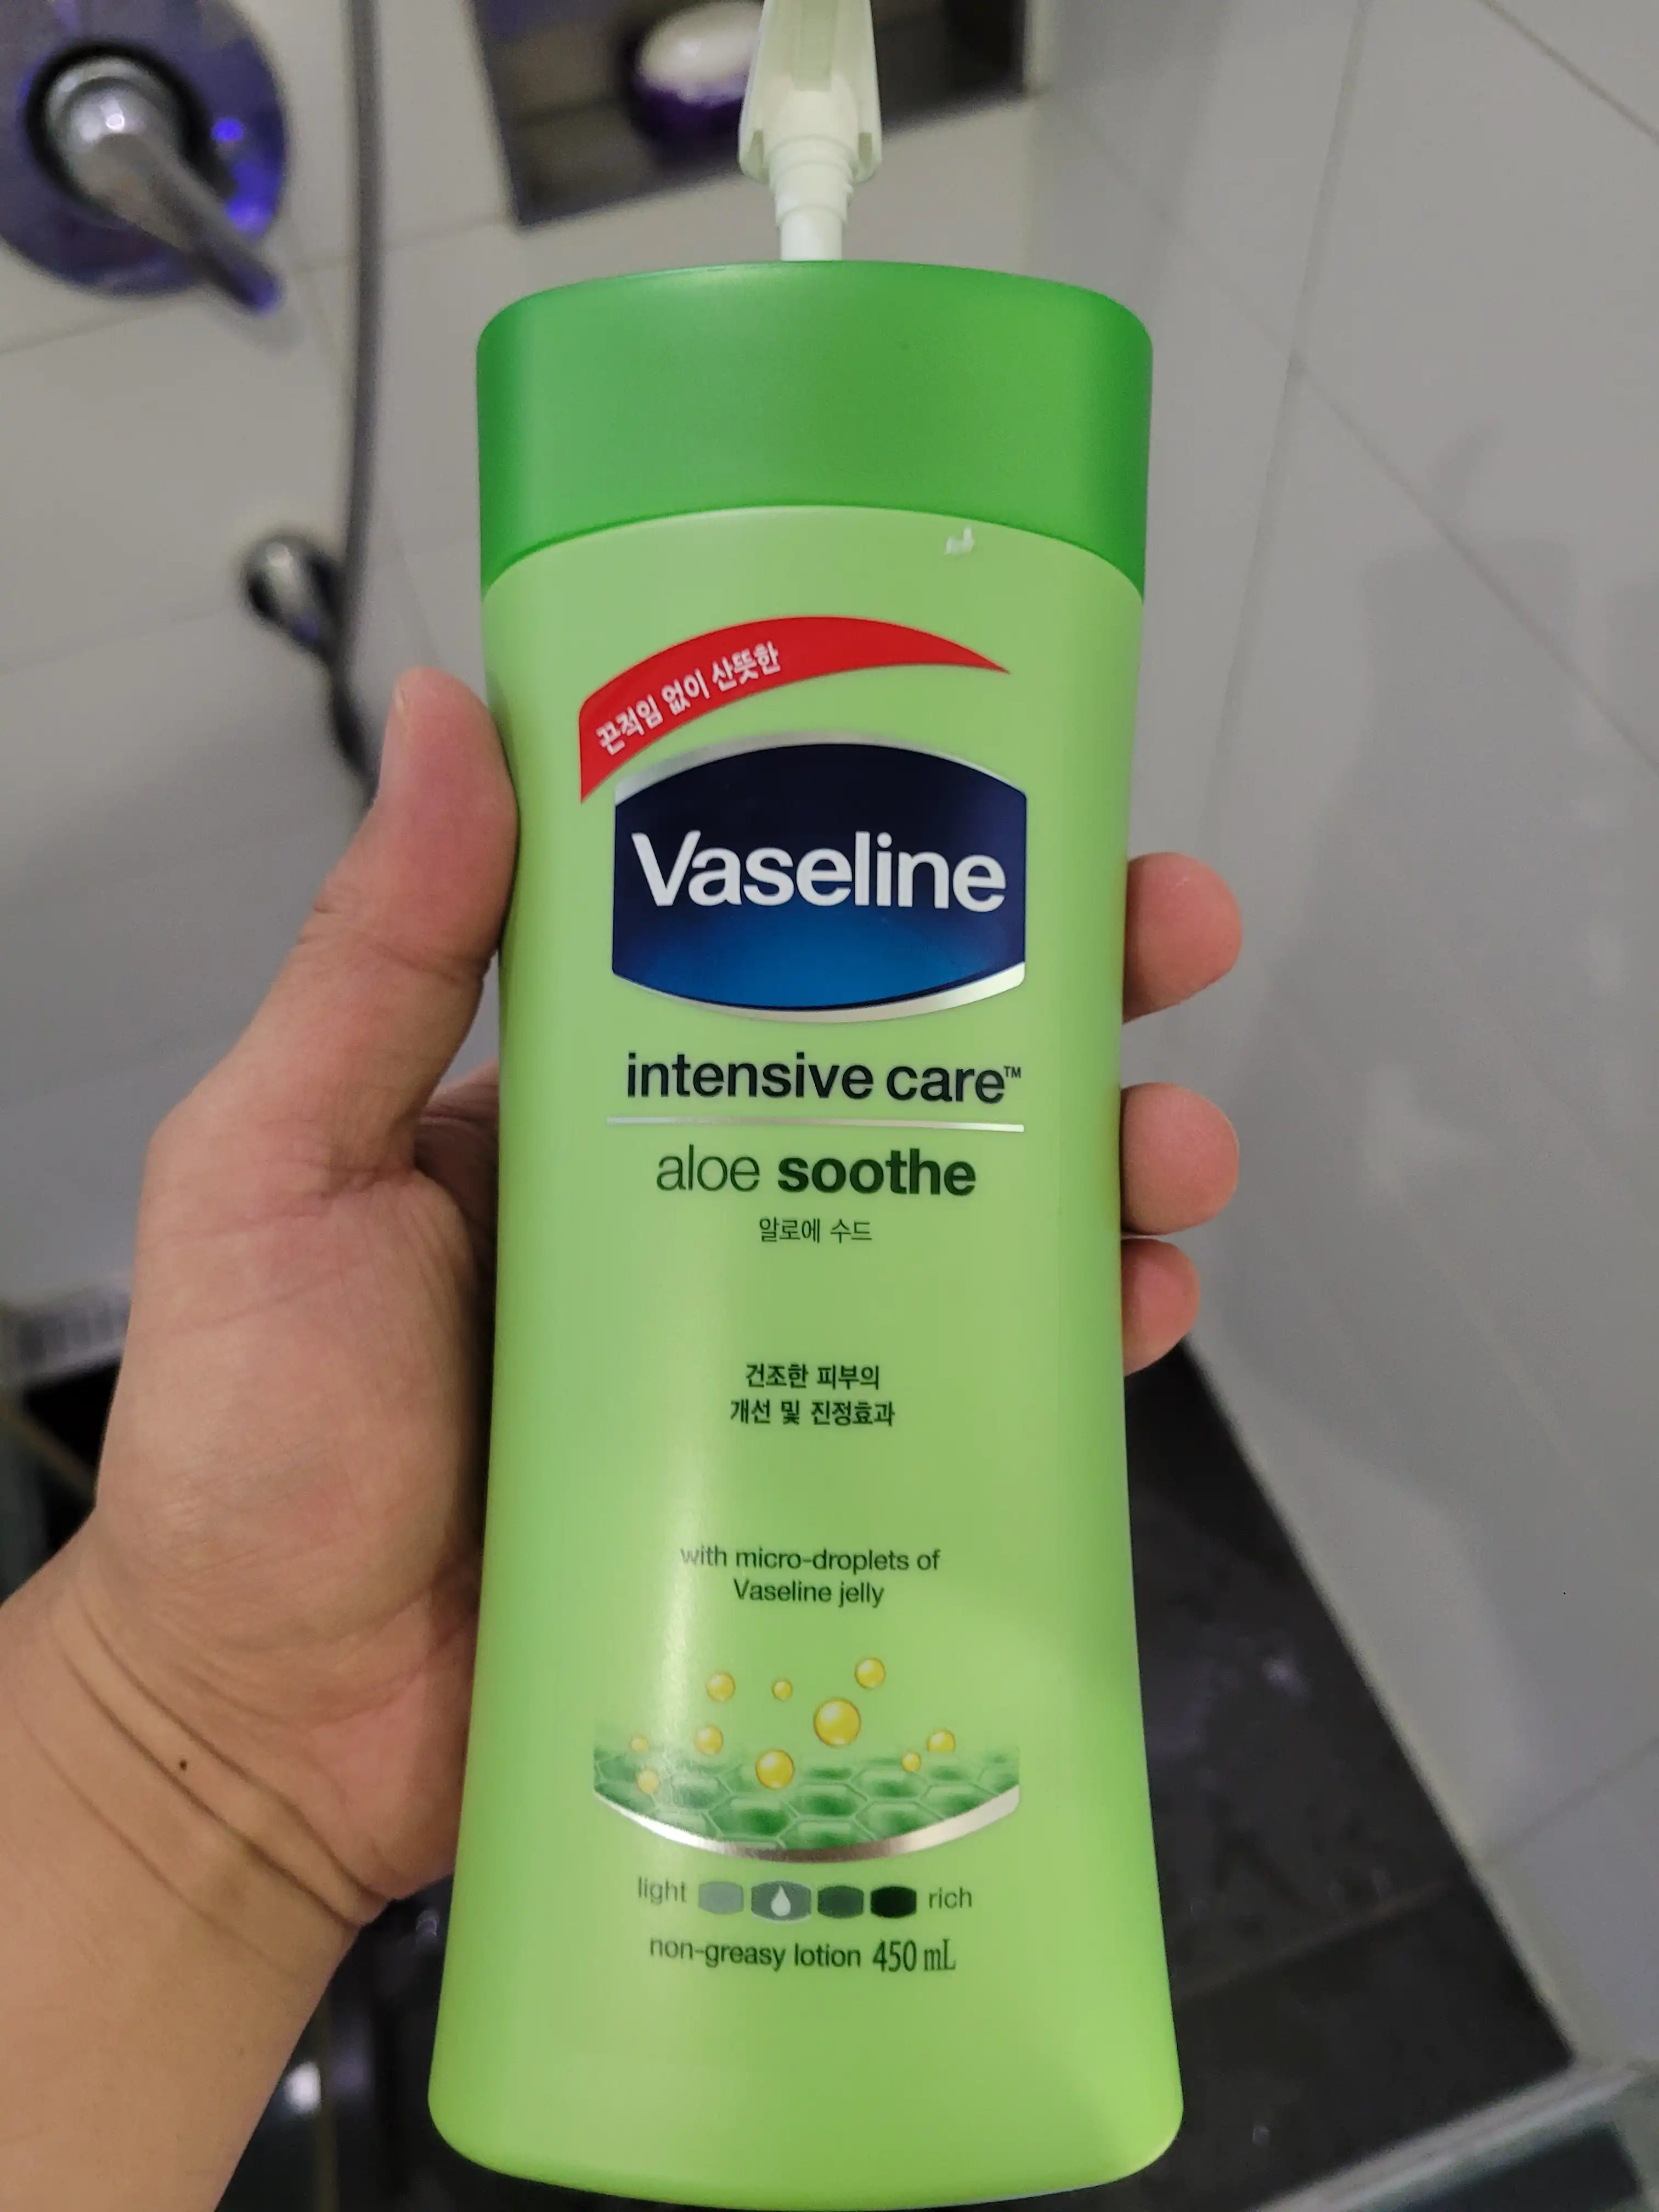 끈적임 없이 산뜻한
Vaseline
intensive care™
aloe soothe
알로에 수드
건조한 피부의
개선 및 진정효과
with micro-droplets of
Vaseline jelly
light rich
non-greasy lotion 450 mL